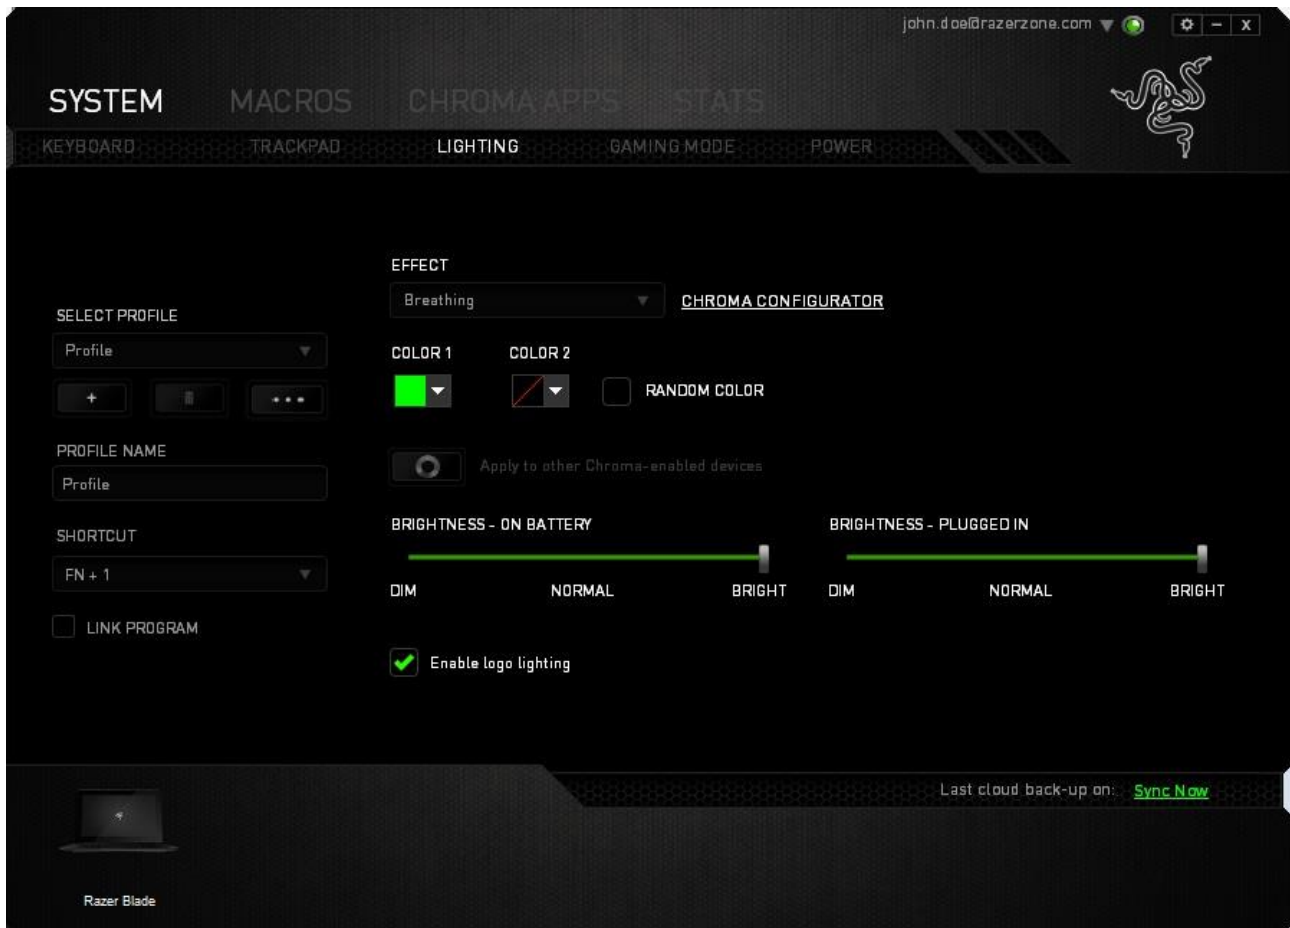 john.doe@razerzone.com
SYSTEM MACROS CHROMA APPS STATS
KEYBOARD TRACKPAD LIGHTING GAMING MODE POWER
SELECT PROFILE
Profile
PROFILE NAME
Profile
SHORTCUT
FN + 1
LINK PROGRAM
EFFECT
Breathing CHROMA CONFIGURATOR
COLOR 1 COLOR 2
RANDOM COLOR
Apply to other Chroma-enabled devices
BRIGHTNESS - ON BATTERY
DIM NORMAL BRIGHT
BRIGHTNESS - PLUGGED IN
DIM NORMAL BRIGHT
Enable logo lighting
Last cloud back-up on: Sync Now
Razer Blade